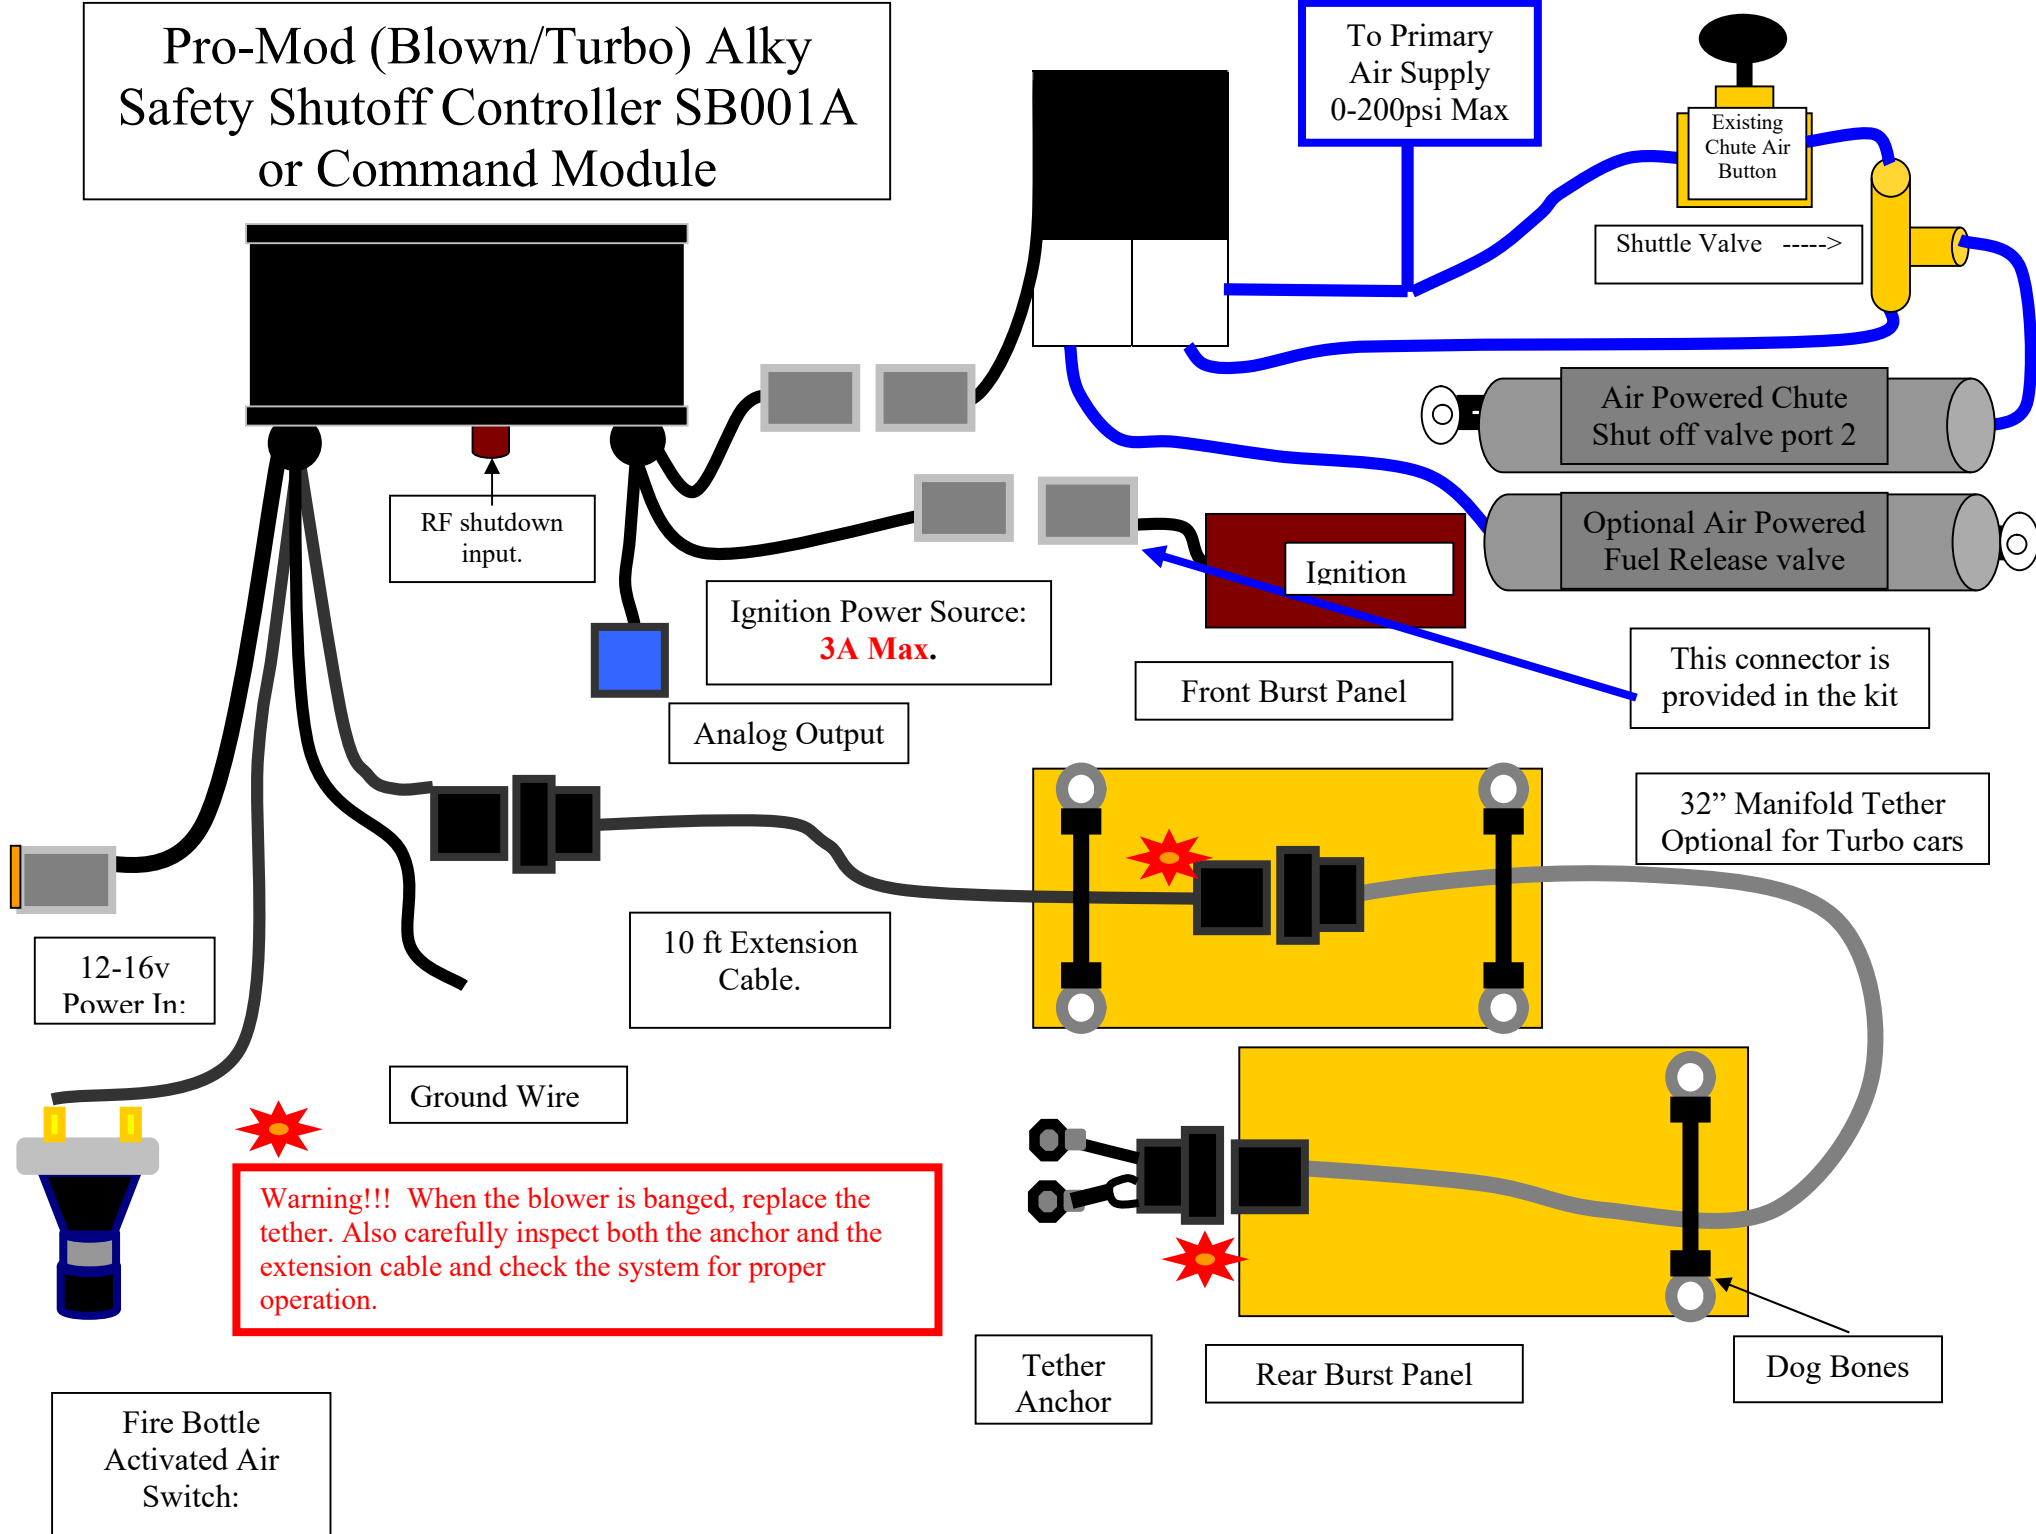 Pro-Mod (Blown/Turbo) Alky
Safety Shutoff Controller SB001A
or Command Module
To Primary
Air Supply
0-200psi Max
Existing
Chute Air
Button
Shuttle Valve ----->
Air Powered Chute
Shut off valve port 2
Optional Air Powered
Fuel Release valve
RF shutdown
input.
Ignition
Ignition Power Source:
3A Max.
This connector is
provided in the kit
Front Burst Panel
Analog Output
32” Manifold Tether
Optional for Turbo cars
10 ft Extension
Cable.
12-16v
Power In:
Ground Wire
Warning!!! When the blower is banged, replace the
tether. Also carefully inspect both the anchor and the
extension cable and check the system for proper
operation.
Tether
Anchor
Rear Burst Panel
Dog Bones
Fire Bottle
Activated Air
Switch: